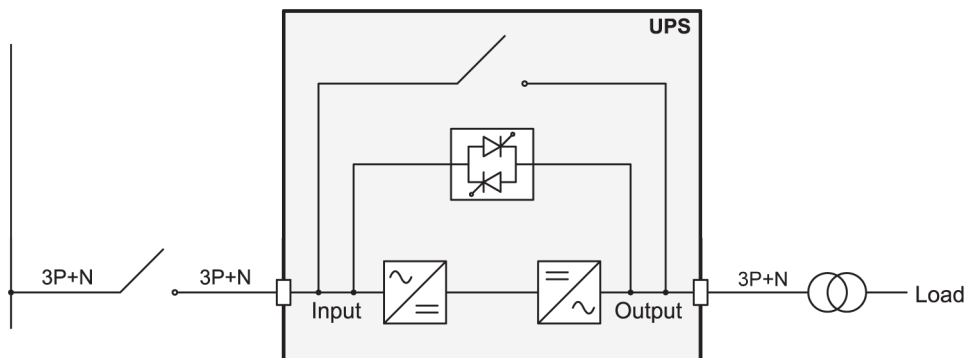 UPS
3P+N
3P+N
Input
Output
3P+N
Load